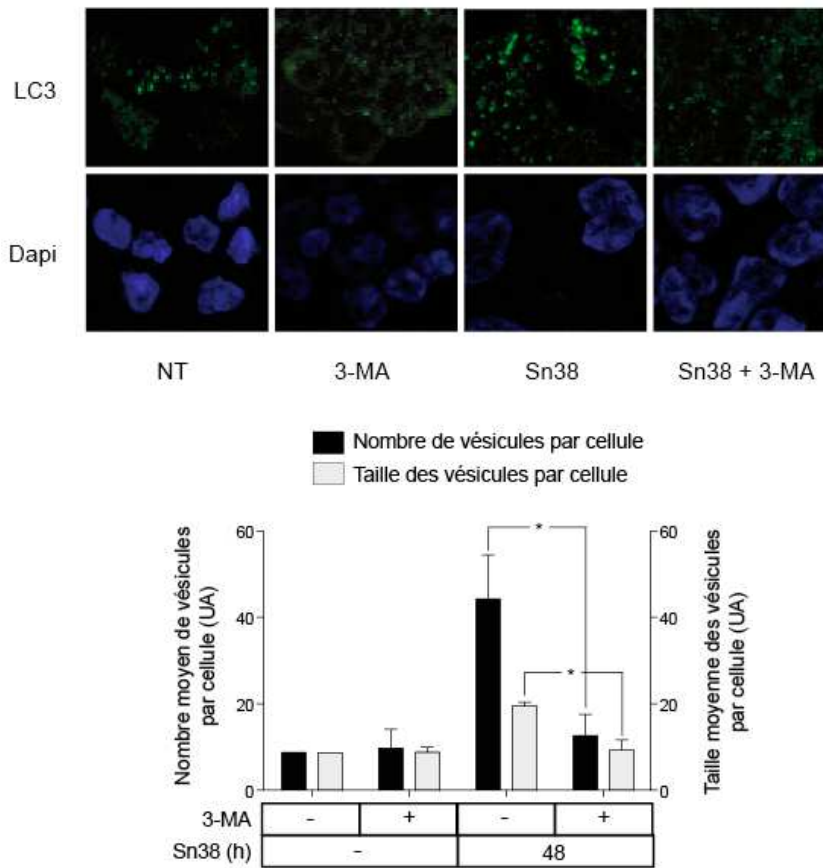 LC3
Dapi
NT 3-MA Sn38 Sn38 + 3-MA
Nombre de vésicules par cellule
Taille des vésicules par cellule
Nombre moyen de vésicules
par cellule (UA)
60
40
20
0
* *
60
40
20
0
Taille moyenne des vésicules
par cellule (UA)
3-MA - + - +
Sn38 (h) - 48